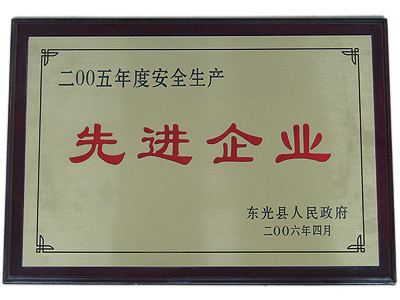 二00五年度安全生产
先进企业
东光县人民政府
二00六年四月